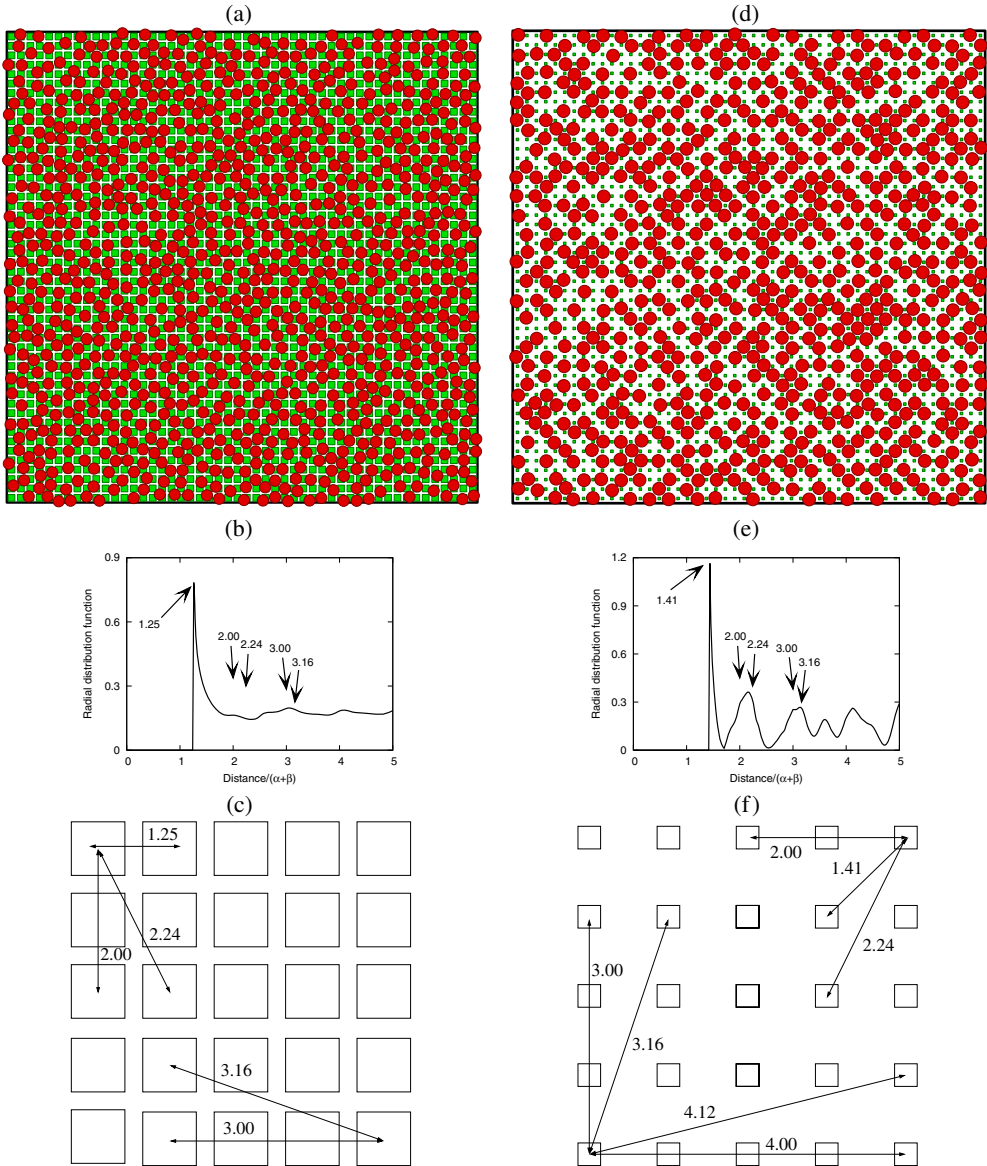 (a)
(d)
(b)
(e)
0.9
0.6
0.3
0
0 1 2 3 4 5
Radial distribution function
Distance/(α+β)
1.25
2.00
2.24
3.00
3.16
1.2
0.9
0.6
0.3
0
0 1 2 3 4 5
Radial distribution function
Distance/(α+β)
1.41
2.00
2.24
3.00
3.16
(c)
1.25
2.24
2.00
3.16
3.00
(f)
2.00
1.41
2.24
3.00
3.16
4.12
4.00